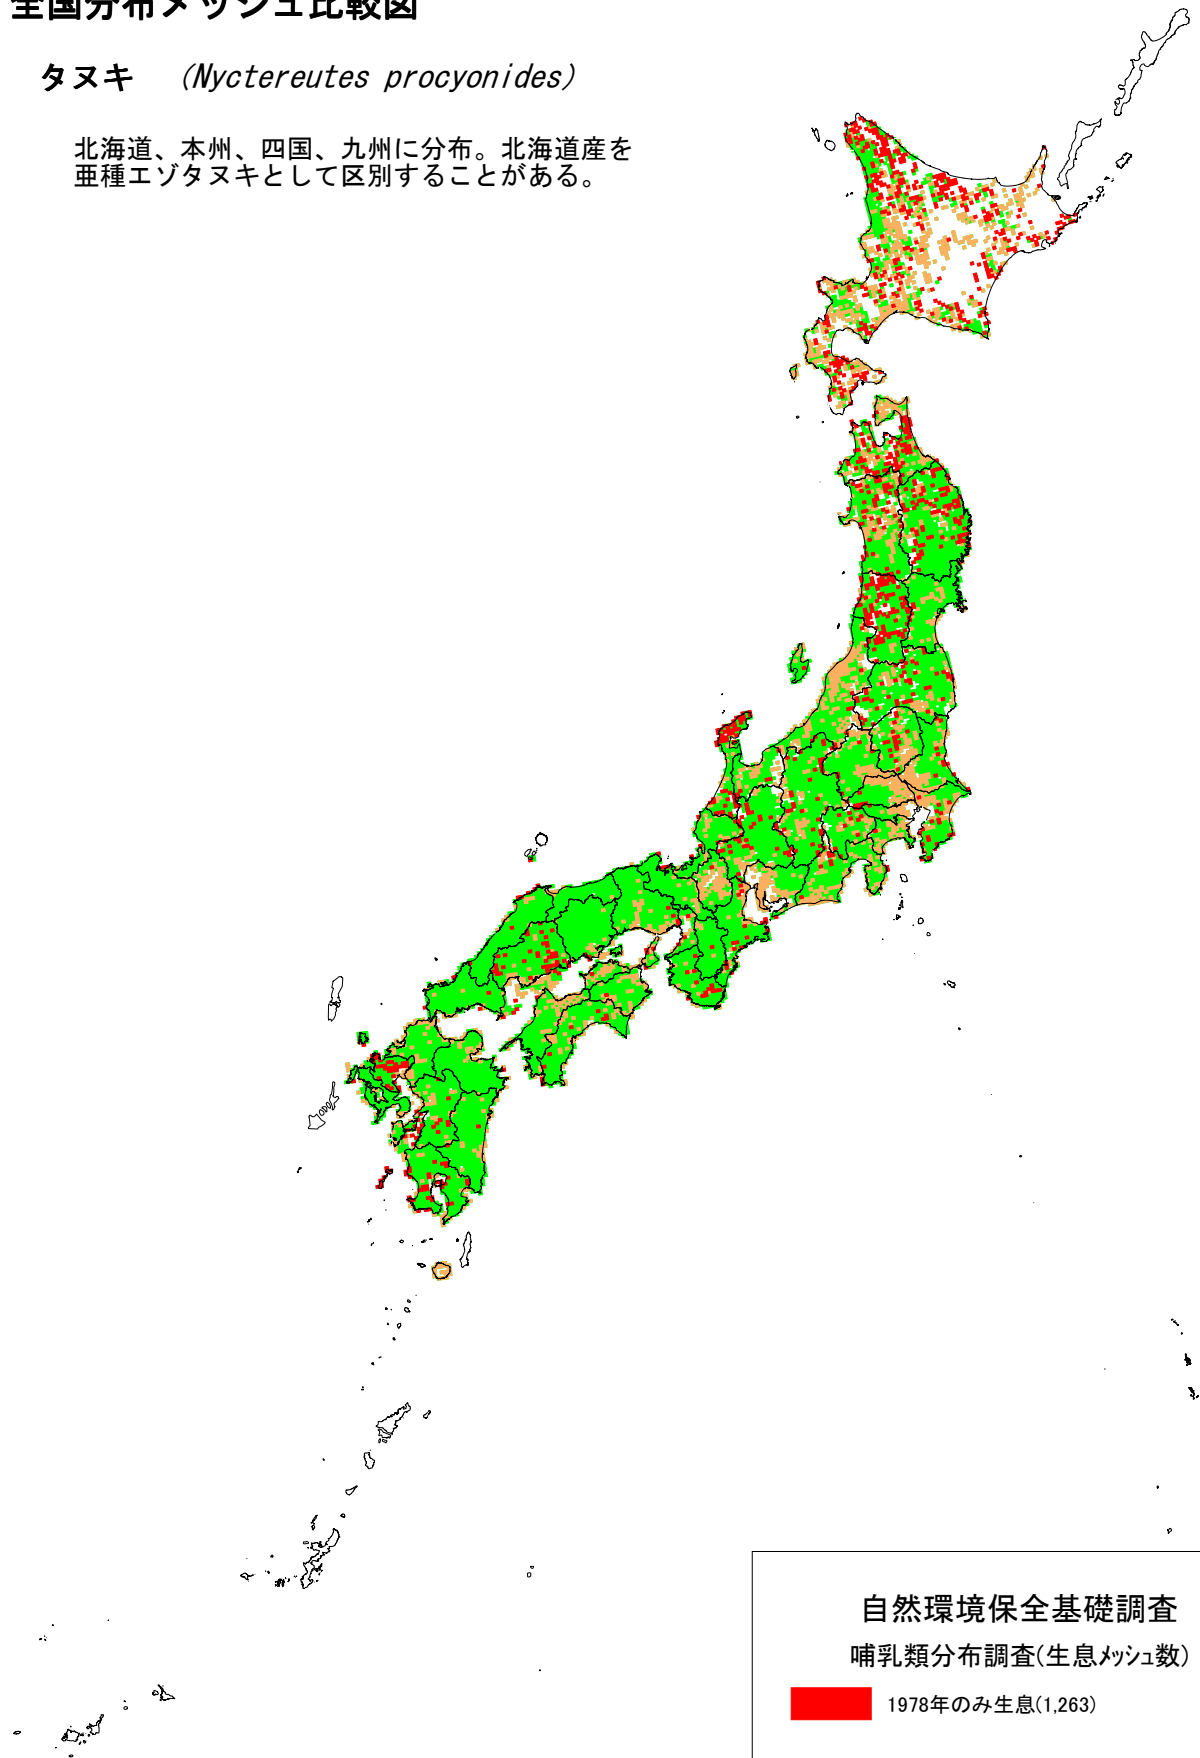 全国分布メッシュ比較図
タヌキ (Nyctereutes procyonides)
北海道、本州、四国、九州に分布。北海道産を
亜種エゾタヌキとして区別することがある。
自然環境保全基礎調査
哺乳類分布調査(生息メッシュ数)
1978年のみ生息(1,263)